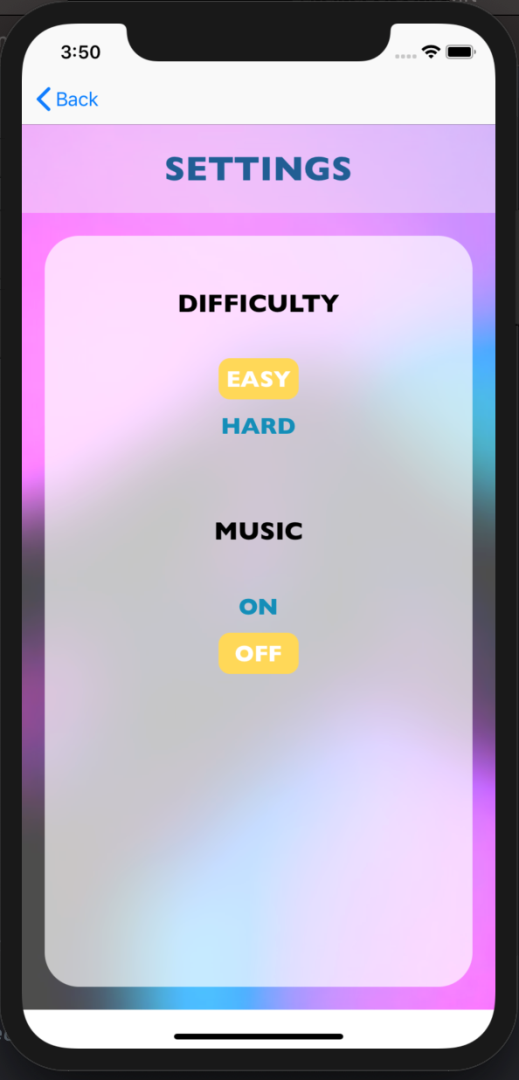 3:50
Back
SETTINGS
DIFFICULTY
EASY
HARD
MUSIC
ON
OFF